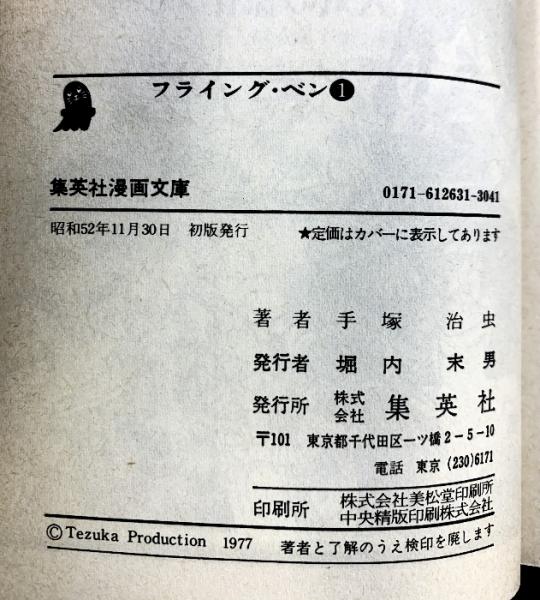 フライング・ベン❶
集英社漫画文庫 0171-612631-3041
昭和52年11月30日 初版発行 ★定価はカバーに表示してあります
著者 手塚治虫
発行者 堀内末男
発行所 株式会社 集英社
〒101 東京都千代田区一ツ橋2-5-10
電話 東京 (230)6171
印刷所 株式会社美松堂印刷所
中央精版印刷株式会社
©Tezuka Production 1977 著者と了解のうえ検印を廃します